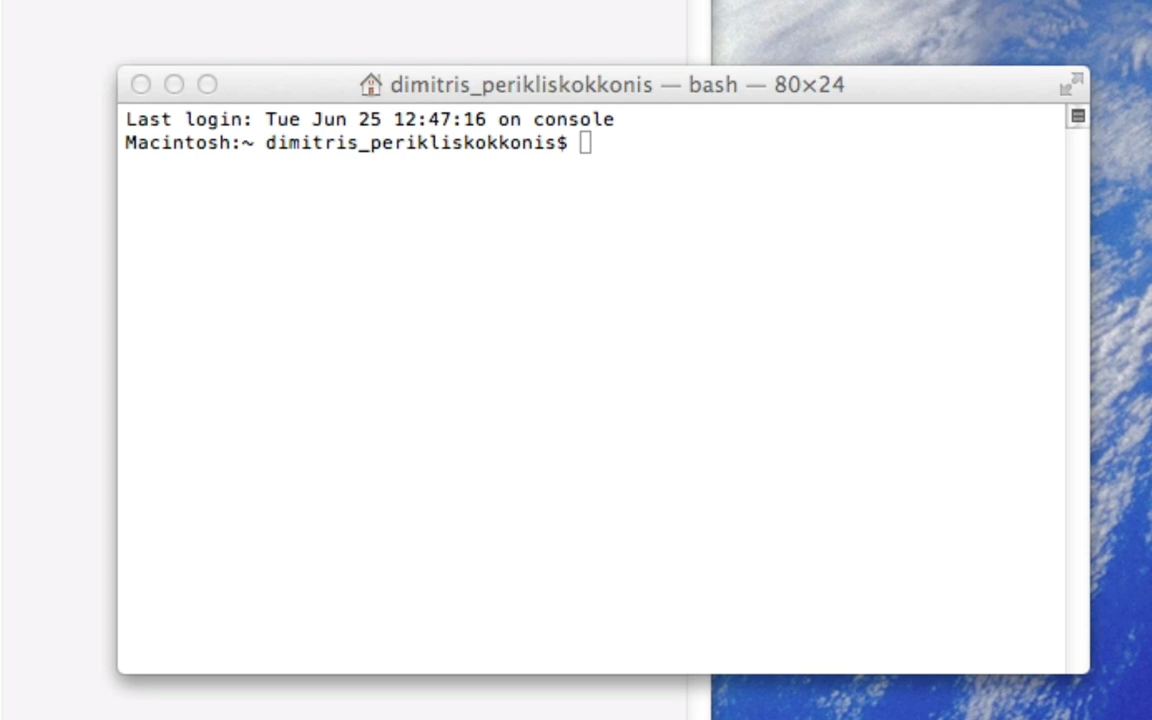 dimitris_perikliskokkonis — bash — 80×24
Last login: Tue Jun 25 12:47:16 on console
Macintosh:~ dimitris_perikliskokkonis$